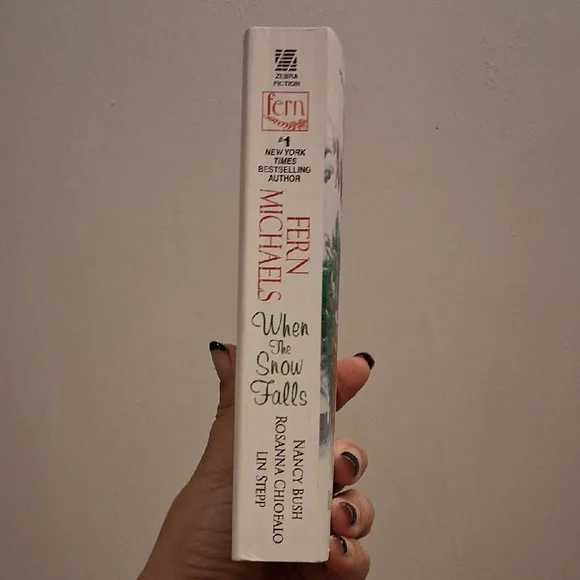 ZEBRA
FICTION
fern
#1
NEW YORK
TIMES
BESTSELLING
AUTHOR
FERN
MICHAELS
When
The
Snow
Falls
NANCY BUSH
ROSANNA CHIOFALO
LIN STEPP